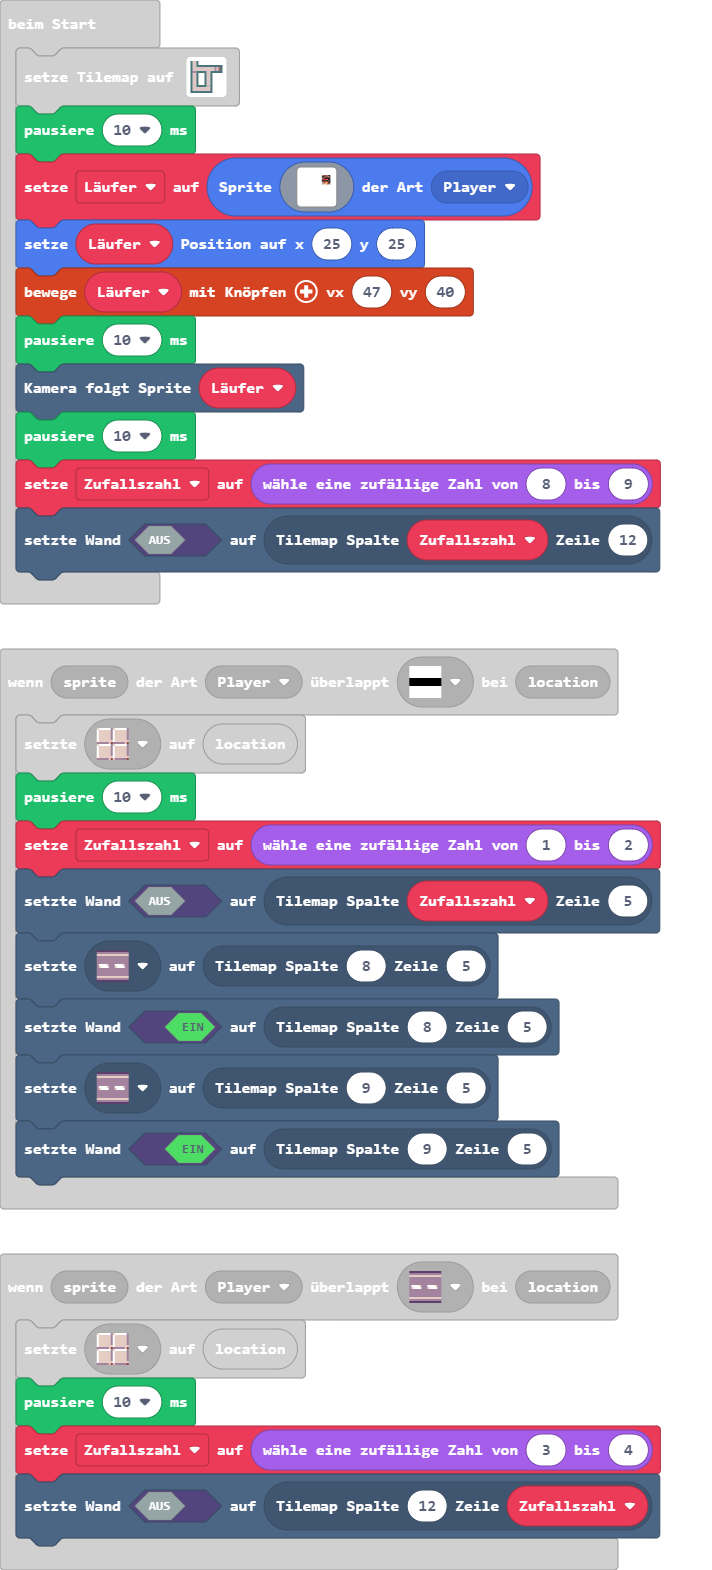 beim Start
setze Tilemap auf
pausiere 10 ms
setze Läufer auf Sprite der Art Player
setze Läufer Position auf x 25 y 25
bewege Läufer mit Knöpfen vx 47 vy 40
pausiere 10 ms
Kamera folgt Sprite Läufer
pausiere 10 ms
setze Zufallszahl auf wähle eine zufällige Zahl von 8 bis 9
setzte Wand AUS auf Tilemap Spalte Zufallszahl Zeile 12
wenn sprite der Art Player überlappt bei location
setzte auf location
pausiere 10 ms
setze Zufallszahl auf wähle eine zufällige Zahl von 1 bis 2
setzte Wand AUS auf Tilemap Spalte Zufallszahl Zeile 5
setzte auf Tilemap Spalte 8 Zeile 5
setzte Wand EIN auf Tilemap Spalte 8 Zeile 5
setzte auf Tilemap Spalte 9 Zeile 5
setzte Wand EIN auf Tilemap Spalte 9 Zeile 5
wenn sprite der Art Player überlappt bei location
setzte auf location
pausiere 10 ms
setze Zufallszahl auf wähle eine zufällige Zahl von 3 bis 4
setzte Wand AUS auf Tilemap Spalte 12 Zeile Zufallszahl